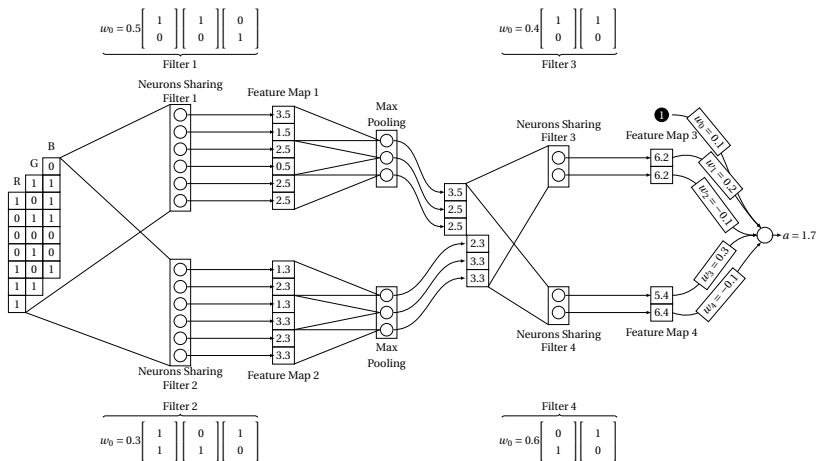 w₀ = 0.5 [ 1 ] [ 1 ] [ 0 ]
[ 0 ] [ 0 ] [ 1 ]
Filter 1
w₀ = 0.4 [ 1 ] [ 1 ]
[ 0 ] [ 0 ]
Filter 3
Neurons Sharing
Filter 1
Feature Map 1
3.5
1.5
2.5
0.5
2.5
2.5
Max
Pooling
B
G
R
0
1 1
1 0 1
0 1 1
0 0 0
0 1 0
1 0 1
1 1
1
1.3
2.3
1.3
3.3
2.3
3.3
Neurons Sharing
Filter 2
Feature Map 2
Max
Pooling
3.5
2.5
2.5
2.3
3.3
3.3
Neurons Sharing
Filter 3
Feature Map 3
6.2
6.2
5.4
6.4
Neurons Sharing
Filter 4
Feature Map 4
1
w₀ = 0.1
w₁ = 0.2
w₂ = −0.1
w₃ = 0.3
w₄ = −0.1
a = 1.7
Filter 2
w₀ = 0.3 [ 1 ] [ 0 ] [ 1 ]
[ 1 ] [ 1 ] [ 0 ]
Filter 4
w₀ = 0.6 [ 0 ] [ 1 ]
[ 1 ] [ 0 ]